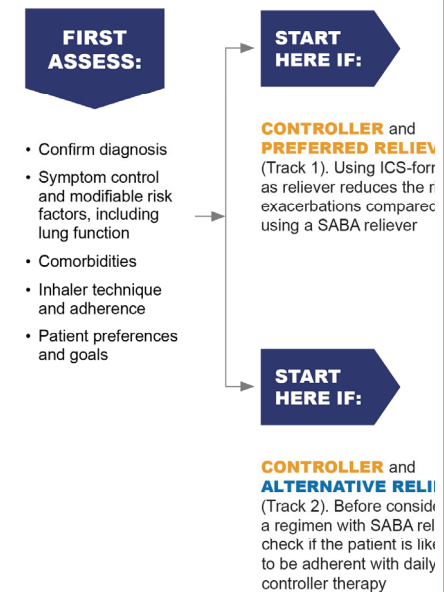 FIRST
ASSESS:
• Confirm diagnosis
• Symptom control
and modifiable risk
factors, including
lung function
• Comorbidities
• Inhaler technique
and adherence
• Patient preferences
and goals
START
HERE IF:
CONTROLLER and
PREFERRED
(Track 1). Using
as reliever reduces the
exacerbations
using a SABA reliever
START
HERE IF:
CONTROLLER and
ALTERNATIVE
(Track 2). Before
a regimen with SABA
check if the patient is
to be adherent with daily
controller therapy